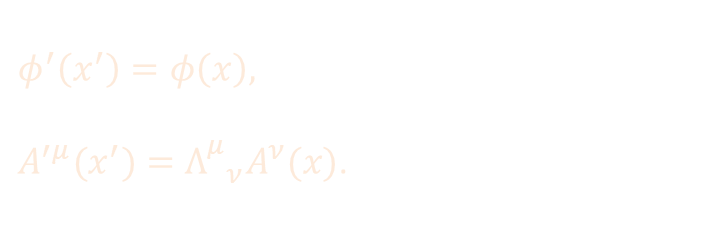 𝜙′(𝑥′) = 𝜙(𝑥),
𝐴′^𝜇(𝑥′) = Λ^𝜇_𝜈 𝐴^𝜈(𝑥).